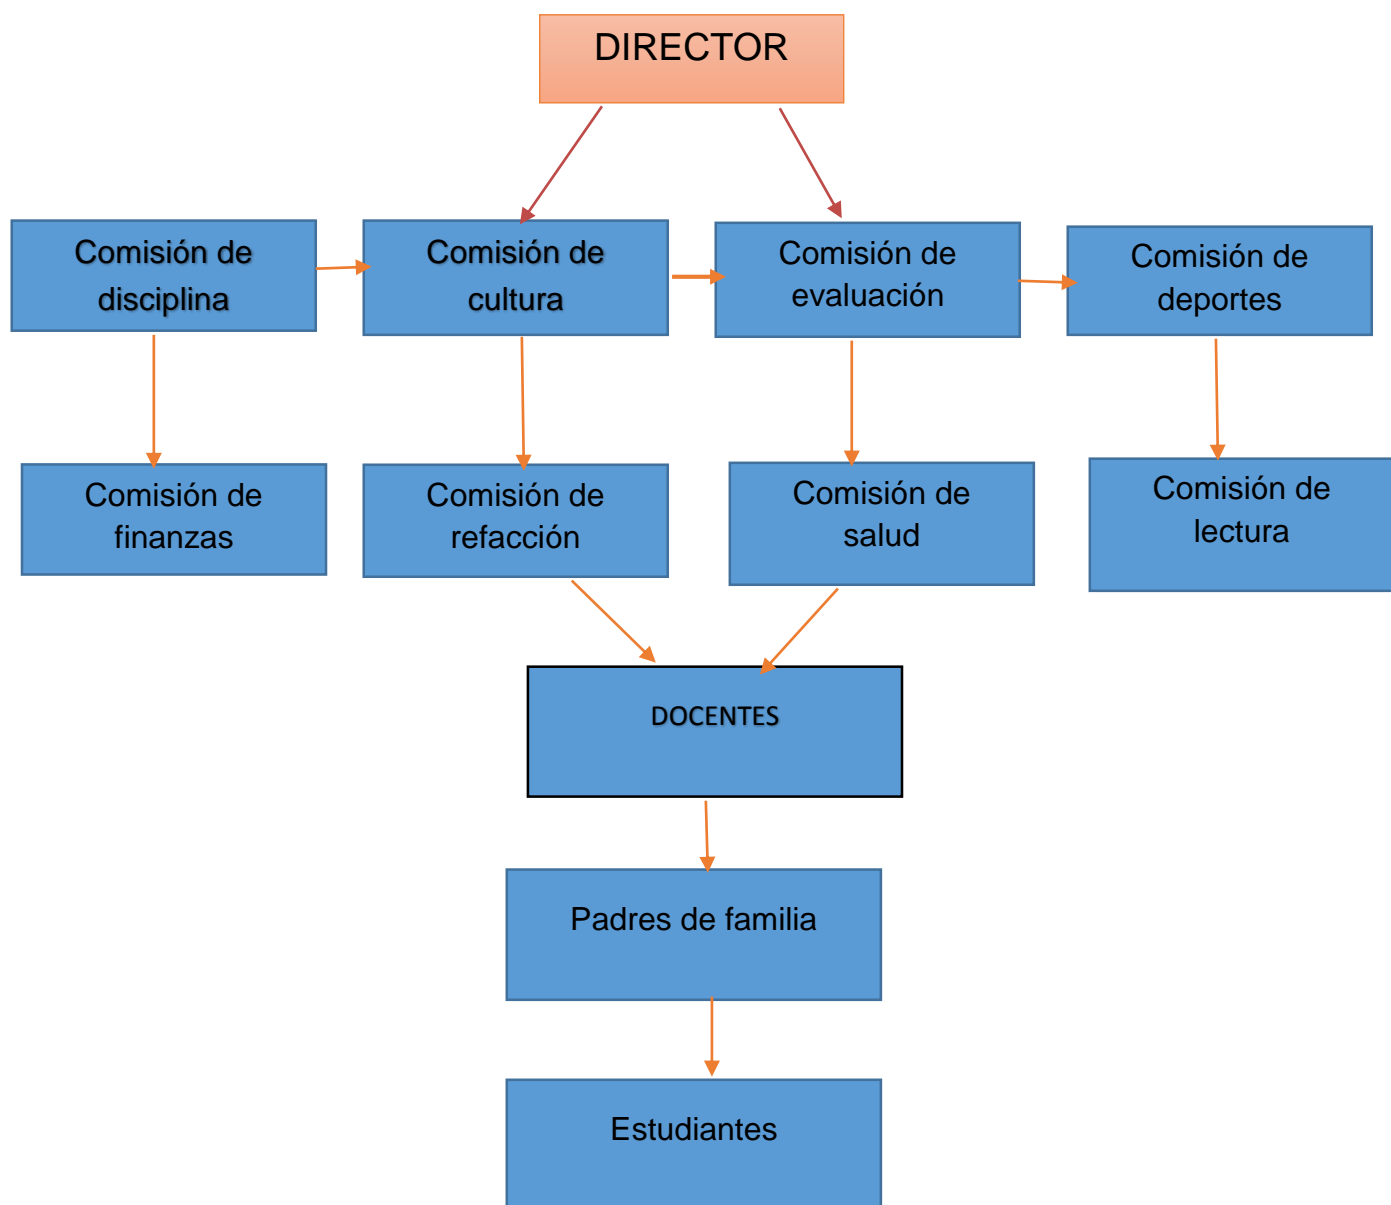 DIRECTOR
Comisión de
disciplina
Comisión de
cultura
Comisión de
evaluación
Comisión de
deportes
Comisión de
finanzas
Comisión de
refacción
Comisión de
salud
Comisión de
lectura
DOCENTES
Padres de familia
Estudiantes